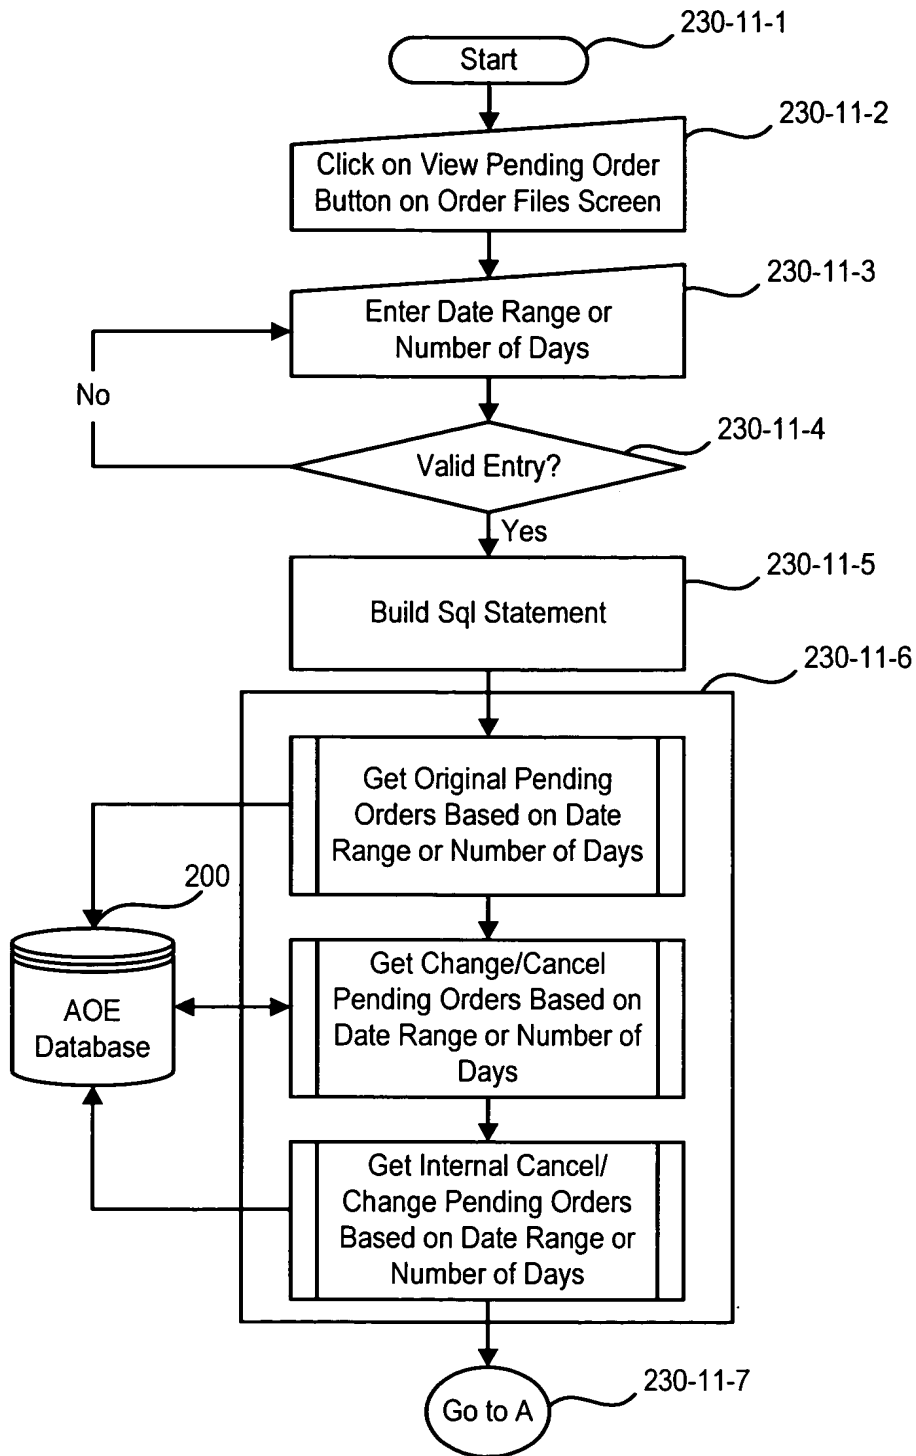 230-11-1
Start
230-11-2
Click on View Pending Order
Button on Order Files Screen
230-11-3
Enter Date Range or
Number of Days
No
230-11-4
Valid Entry?
Yes
230-11-5
Build Sql Statement
230-11-6
Get Original Pending
Orders Based on Date
Range or Number of Days
200
AOE
Database
Get Change/Cancel
Pending Orders Based on
Date Range or Number of
Days
Get Internal Cancel/
Change Pending Orders
Based on Date Range or
Number of Days
230-11-7
Go to A